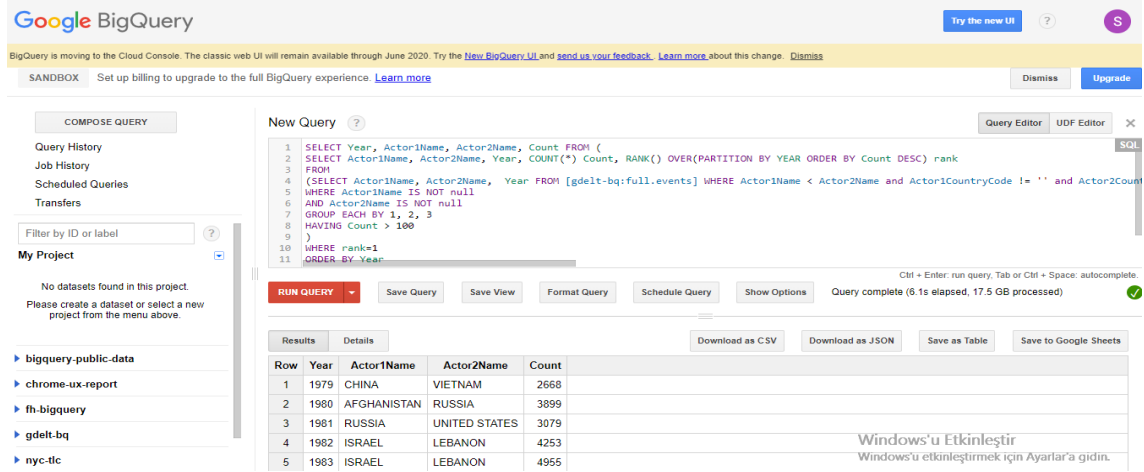 Google BigQuery
Try the new UI ? S
BigQuery is moving to the Cloud Console. The classic web UI will remain available through June 2020. Try the New BigQuery UI and send us your feedback. Learn more about this change. Dismiss
SANDBOX Set up billing to upgrade to the full BigQuery experience. Learn more Dismiss Upgrade
COMPOSE QUERY
Query History
Job History
Scheduled Queries
Transfers
Filter by ID or label ?
My Project
No datasets found in this project.
Please create a dataset or select a new
project from the menu above.
bigquery-public-data
chrome-ux-report
fh-bigquery
gdelt-bq
nyc-tlc
New Query ? Query Editor UDF Editor ×
SQL
1 SELECT Year, Actor1Name, Actor2Name, Count FROM (
2 SELECT Actor1Name, Actor2Name, Year, COUNT(*) Count, RANK() OVER(PARTITION BY YEAR ORDER BY Count DESC) rank
3 FROM
4 (SELECT Actor1Name, Actor2Name, Year FROM [gdelt-bq:full.events] WHERE Actor1Name < Actor2Name and Actor1CountryCode != '' and Actor2Count
5 WHERE Actor1Name IS NOT null
6 AND Actor2Name IS NOT null
7 GROUP EACH BY 1, 2, 3
8 HAVING Count > 100
9 )
10 WHERE rank=1
11 ORDER BY Year
Ctrl + Enter: run query, Tab or Ctrl + Space: autocomplete.
RUN QUERY Save Query Save View Format Query Schedule Query Show Options Query complete (6.1s elapsed, 17.5 GB processed)
Results Details Download as CSV Download as JSON Save as Table Save to Google Sheets
Row Year Actor1Name Actor2Name Count
1 1979 CHINA VIETNAM 2668
2 1980 AFGHANISTAN RUSSIA 3899
3 1981 RUSSIA UNITED STATES 3079
4 1982 ISRAEL LEBANON 4253
5 1983 ISRAEL LEBANON 4955
Windows'u Etkinleştir
Windows'u etkinleştirmek için Ayarlar'a gidin.